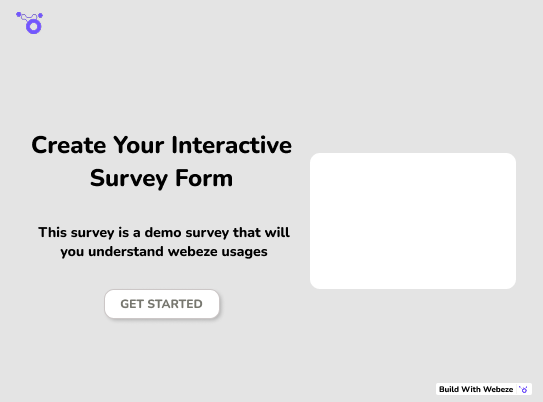 Create Your Interactive
Survey Form
This survey is a demo survey that will
you understand webeze usages
GET STARTED
Build With Webeze